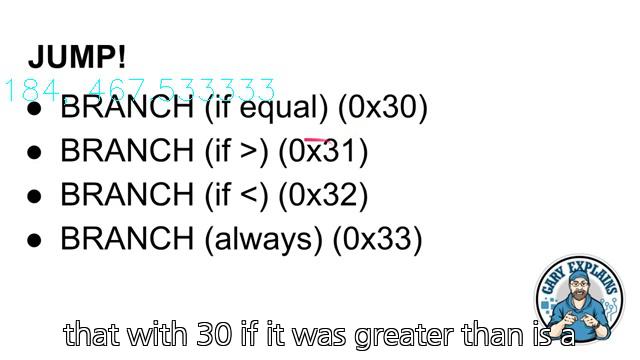 JUMP!
184, 467.533333
● BRANCH (if equal) (0x30)
● BRANCH (if >) (0x31)
● BRANCH (if <) (0x32)
● BRANCH (always) (0x33)
GARY EXPLAINS
that with 30 if it was greater than is a